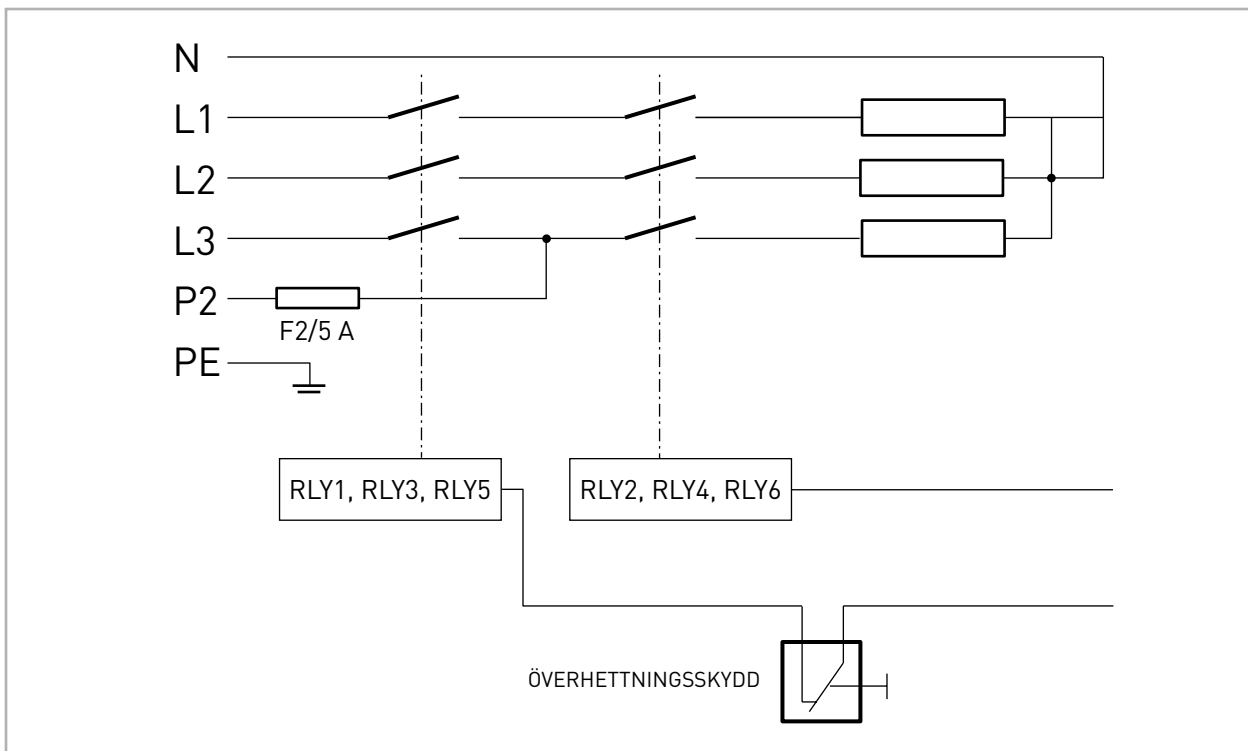 N
L1
L2
L3
P2
F2/5 A
PE
RLY1, RLY3, RLY5
RLY2, RLY4, RLY6
ÖVERHETTNINGSSKYDD